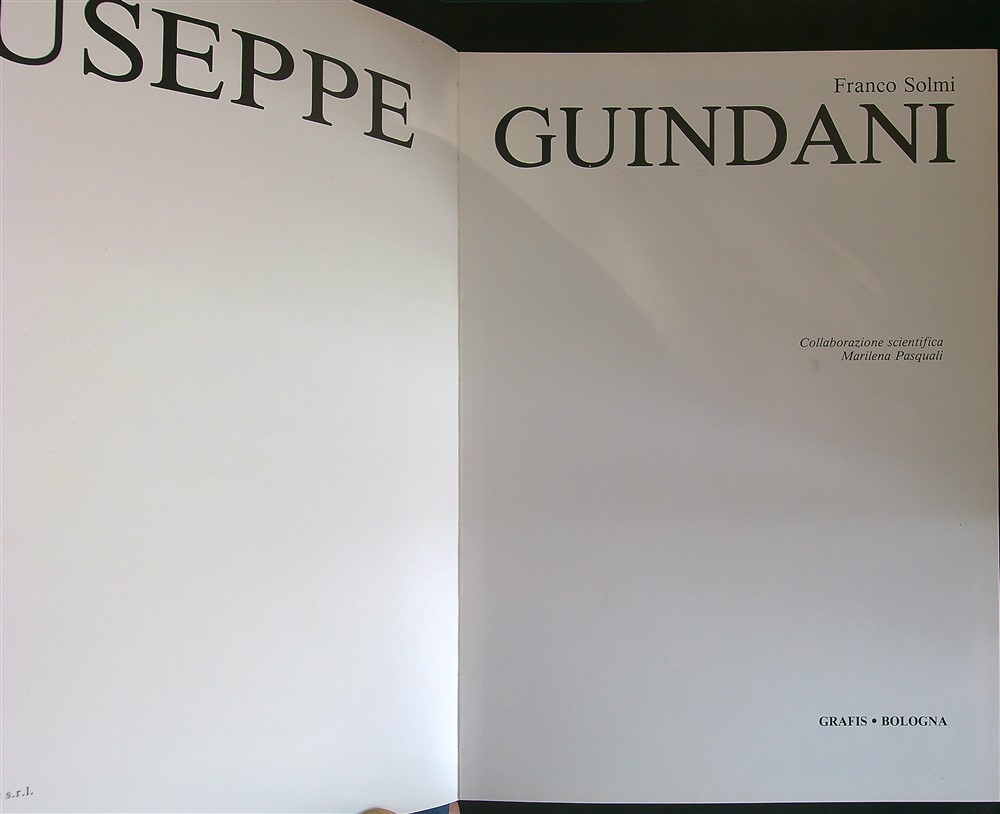 USEPPE
s.r.l.
Franco Solmi
GUINDANI
Collaborazione scientifica
Marilena Pasquali
GRAFIS • BOLOGNA